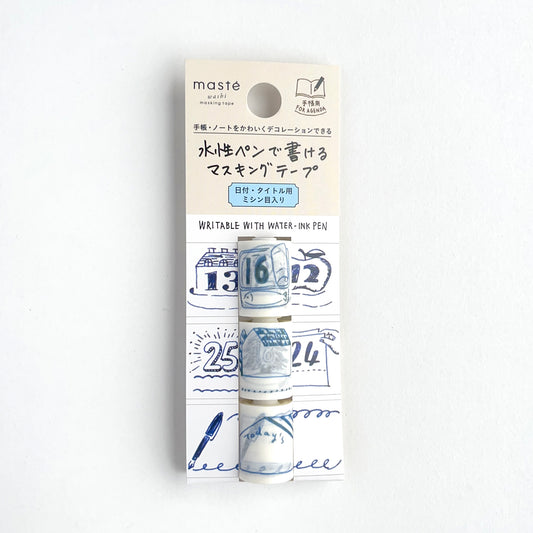 masté
washi
masking tape
手帳用
FOR AGENDA
手帳・ノートをかわいくデコレーションできる
水性ペンで書ける
マスキングテープ
日付・タイトル用
ミシン目入り
WRITABLE WITH WATER-INK PEN
13
16
12
25
24
Today's